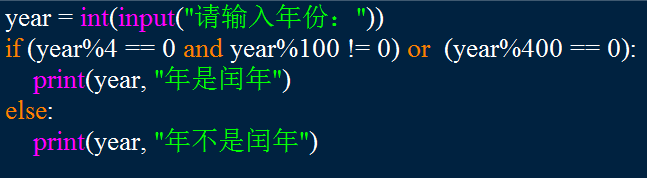 year = int(input("请输入年份："))
if (year%4 == 0 and year%100 != 0) or  (year%400 == 0):
    print(year, "年是闰年")
else:
    print(year, "年不是闰年")